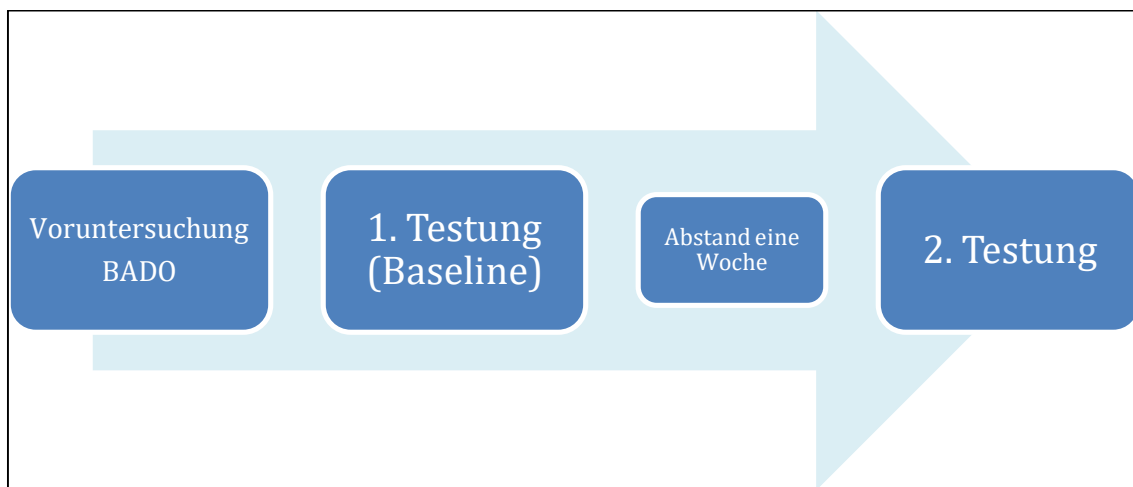 Voruntersuchung
BADO
1. Testung
(Baseline)
Abstand eine
Woche
2. Testung